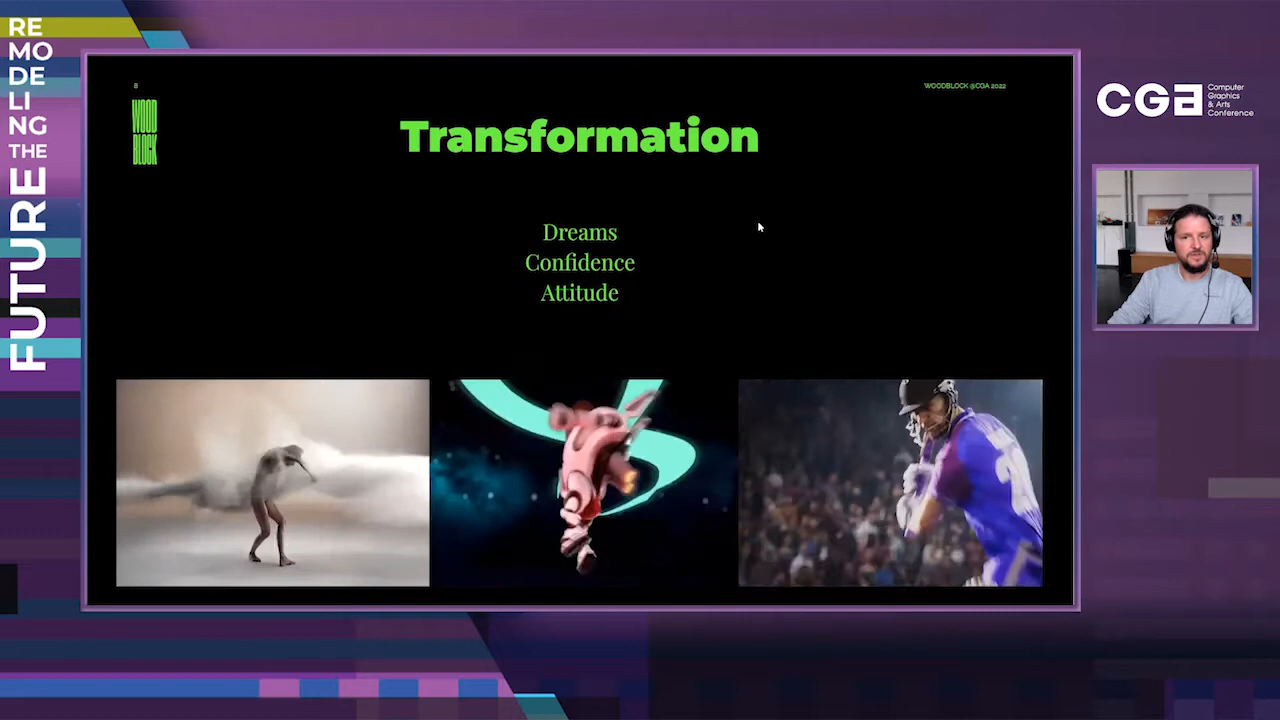 RE
MO
DE
LI
NG
THE
FUTURE
8
WOODBLOCK @CGA 2022
WOOD
BLOCK
Transformation
Dreams
Confidence
Attitude
CGA
Computer
Graphics
& Arts
Conference